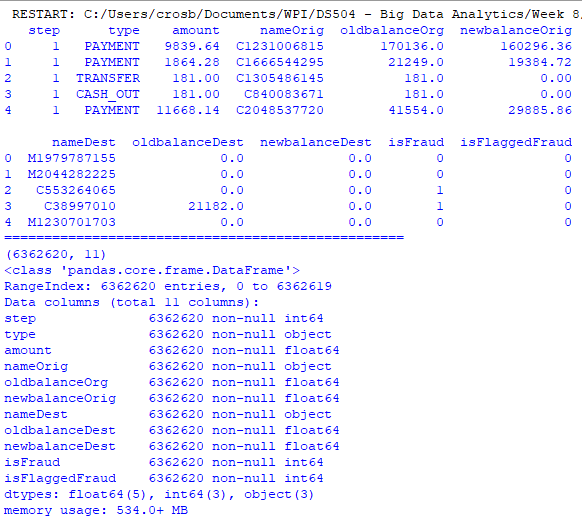 RESTART: C:/Users/crosb/Documents/WPI/DS504 - Big Data Analytics/Week 8
step type amount nameOrig oldbalanceOrg newbalanceOrig
0 1 PAYMENT 9839.64 C1231006815 170136.0 160296.36
1 1 PAYMENT 1864.28 C1666544295 21249.0 19384.72
2 1 TRANSFER 181.00 C1305486145 181.0 0.00
3 1 CASH_OUT 181.00 C840083671 181.0 0.00
4 1 PAYMENT 11668.14 C2048537720 41554.0 29885.86
nameDest oldbalanceDest newbalanceDest isFraud isFlaggedFraud
0 M1979787155 0.0 0.0 0 0
1 M2044282225 0.0 0.0 0 0
2 C553264065 0.0 0.0 1 0
3 C38997010 21182.0 0.0 1 0
4 M1230701703 0.0 0.0 0 0
==================================================
(6362620, 11)
<class 'pandas.core.frame.DataFrame'>
RangeIndex: 6362620 entries, 0 to 6362619
Data columns (total 11 columns):
step 6362620 non-null int64
type 6362620 non-null object
amount 6362620 non-null float64
nameOrig 6362620 non-null object
oldbalanceOrg 6362620 non-null float64
newbalanceOrig 6362620 non-null float64
nameDest 6362620 non-null object
oldbalanceDest 6362620 non-null float64
newbalanceDest 6362620 non-null float64
isFraud 6362620 non-null int64
isFlaggedFraud 6362620 non-null int64
dtypes: float64(5), int64(3), object(3)
memory usage: 534.0+ MB